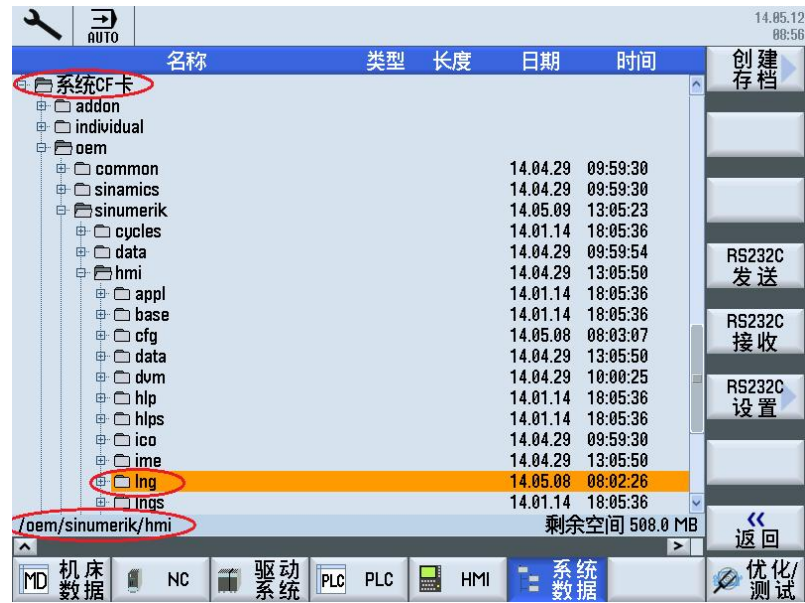 AUTO
14.05.12
08:56
名称 类型 长度 日期 时间
系统CF卡
addon
individual
oem
common 14.04.29 09:59:30
sinamics 14.04.29 09:59:30
sinumerik 14.05.09 13:05:23
cycles 14.01.14 18:05:36
data 14.04.29 09:59:54
hmi 14.04.29 13:05:50
appl 14.01.14 18:05:36
base 14.01.14 18:05:36
cfg 14.05.08 08:03:07
data 14.04.29 13:05:50
dvm 14.04.29 10:00:25
hlp 14.01.14 18:05:36
hlps 14.01.14 18:05:36
ico 14.04.29 09:59:30
ime 14.04.29 13:05:50
lng 14.05.08 08:02:26
lngs 14.01.14 18:05:36
/oem/sinumerik/hmi 剩余空间 508.0 MB
创建
存档
RS232C
发送
RS232C
接收
RS232C
设置
«
返回
MD 机床
数据
NC
驱动
系统
PLC PLC
HMI
系统
数据
优化/
测试